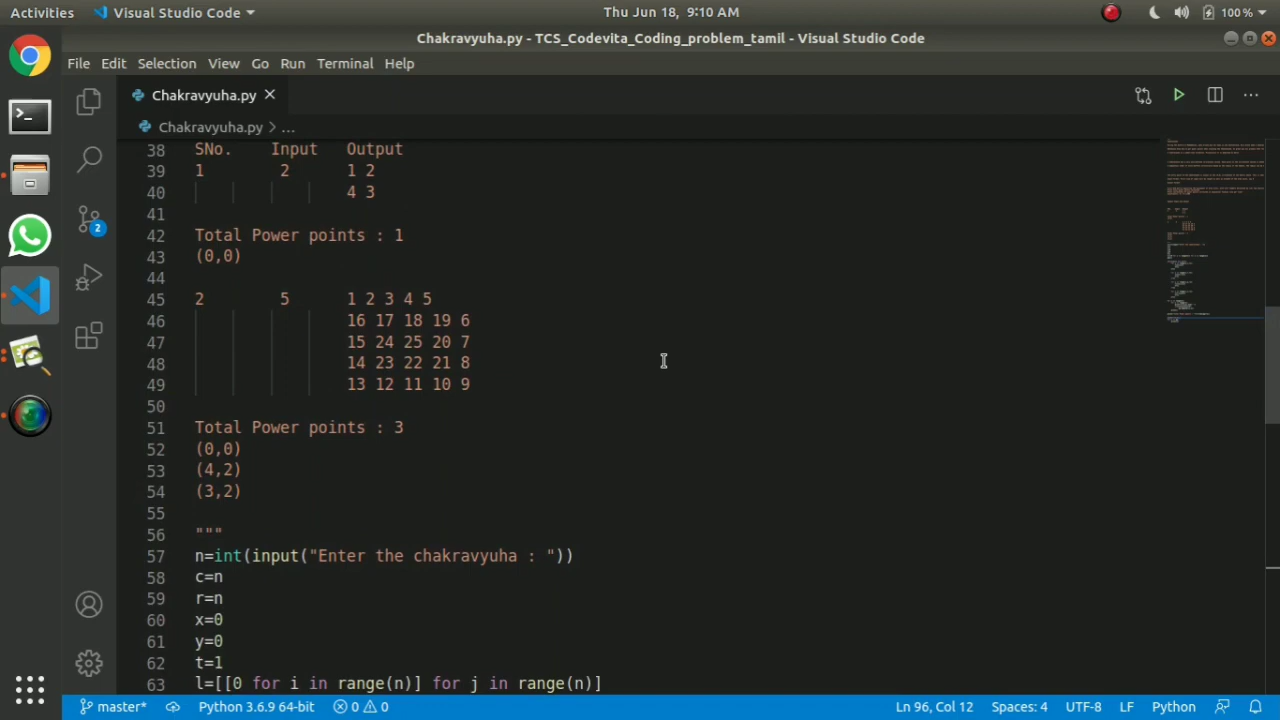 Activities Visual Studio Code Thu Jun 18, 9:10 AM 100%
Chakravyuha.py - TCS_Codevita_Coding_problem_tamil - Visual Studio Code
File Edit Selection View Go Run Terminal Help
Chakravyuha.py
Chakravyuha.py > ...
38 SNo. Input Output
39 1 2 1 2
40 4 3
41
42 Total Power points : 1
43 (0,0)
44
45 2 5 1 2 3 4 5
46 16 17 18 19 6
47 15 24 25 20 7
48 14 23 22 21 8
49 13 12 11 10 9
50
51 Total Power points : 3
52 (0,0)
53 (4,2)
54 (3,2)
55
56 """
57 n=int(input("Enter the chakravyuha : "))
58 c=n
59 r=n
60 x=0
61 y=0
62 t=1
63 l=[[0 for i in range(n)] for j in range(n)]
2
master* Python 3.6.9 64-bit 0 0 Ln 96, Col 12 Spaces: 4 UTF-8 LF Python